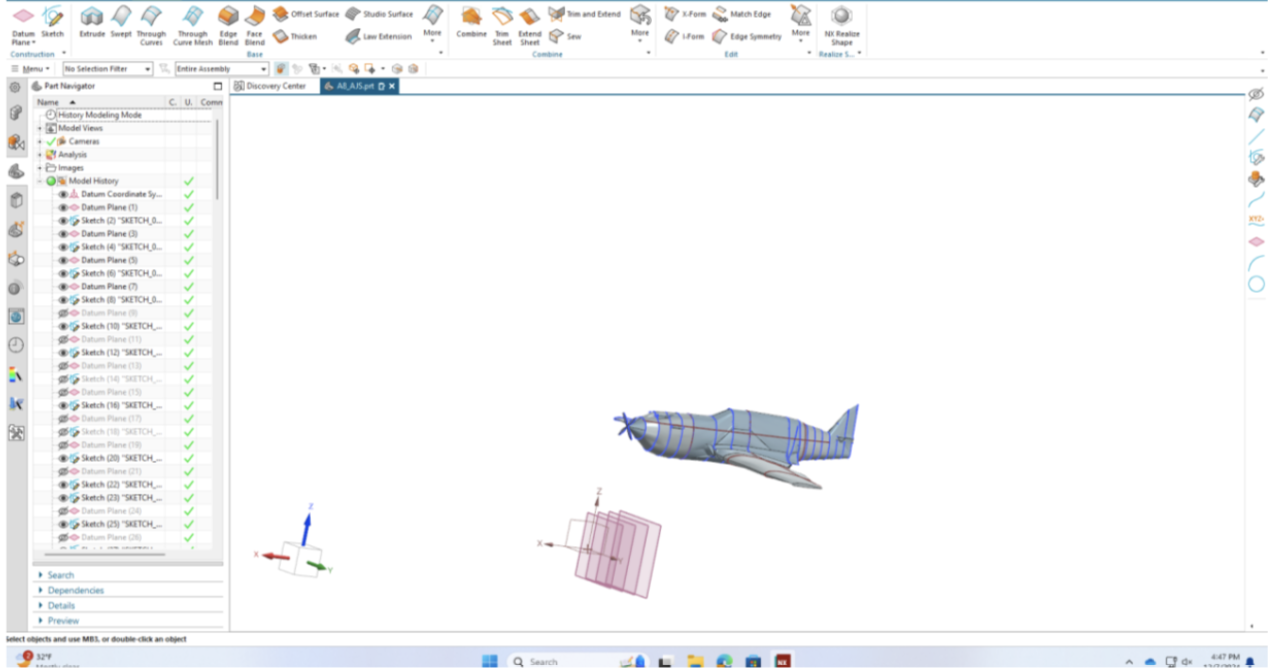 Datum Plane
Sketch
Extrude
Swept
Through Curves
Through Curve Mesh
Edge Blend
Face Blend
Offset Surface
Thicken
Studio Surface
Law Extension
More
Combine
Trim Sheet
Extend Sheet
Trim and Extend
Sew
More
X-Form
I-Form
Match Edge
Edge Symmetry
More
NX Realize Shape
Construction
Base
Combine
Edit
Realize S...
Menu
No Selection Filter
Entire Assembly
Part Navigator
Discovery Center
A8_AJS.prt
Name
C.
U.
Comm
History Modeling Mode
Model Views
Cameras
Analysis
Images
Model History
Datum Coordinate Sy...
Datum Plane (1)
Sketch (2) "SKETCH_0...
Datum Plane (3)
Sketch (4) "SKETCH_0...
Datum Plane (5)
Sketch (6) "SKETCH_0...
Datum Plane (7)
Sketch (8) "SKETCH_0...
Datum Plane (9)
Sketch (10) "SKETCH_...
Datum Plane (11)
Sketch (12) "SKETCH_...
Datum Plane (13)
Sketch (14) "SKETCH_...
Datum Plane (15)
Sketch (16) "SKETCH_...
Datum Plane (17)
Sketch (18) "SKETCH_...
Datum Plane (19)
Sketch (20) "SKETCH_...
Datum Plane (21)
Sketch (22) "SKETCH_...
Sketch (23) "SKETCH_...
Datum Plane (24)
Sketch (25) "SKETCH_...
Datum Plane (26)
Search
Dependencies
Details
Preview
XYZ
Z
X
Y
Z
X
Y
Select objects and use MB3, or double-click an object
2
32°F
Search
NX
4:47 PM